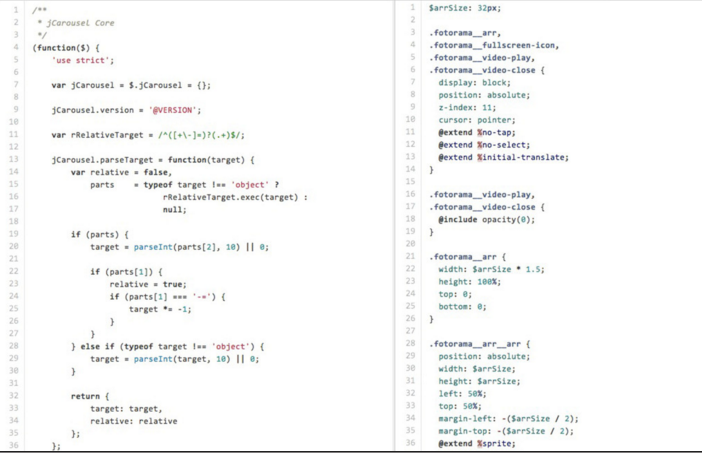 1 /**
2 * jCarousel Core
3 */
4 (function($) {
5 'use strict';
6
7 var jCarousel = $.jCarousel = {};
8
9 jCarousel.version = '@VERSION';
10
11 var rRelativeTarget = /^([+\-]=)?(.+)$/;
12
13 jCarousel.parseTarget = function(target) {
14 var relative = false,
15 parts = typeof target !== 'object' ?
16 rRelativeTarget.exec(target) :
17 null;
18
19 if (parts) {
20 target = parseInt(parts[2], 10) || 0;
21
22 if (parts[1]) {
23 relative = true;
24 if (parts[1] === '-=') {
25 target *= -1;
26 }
27 }
28 } else if (typeof target !== 'object') {
29 target = parseInt(target, 10) || 0;
30 }
31
32 return {
33 target: target,
34 relative: relative
35 };
36 };
1 $arrSize: 32px;
2
3 .fotorama__arr,
4 .fotorama__fullscreen-icon,
5 .fotorama__video-play,
6 .fotorama__video-close {
7 display: block;
8 position: absolute;
9 z-index: 11;
10 cursor: pointer;
11 @extend %no-tap;
12 @extend %no-select;
13 @extend %initial-translate;
14 }
15
16 .fotorama__video-play,
17 .fotorama__video-close {
18 @include opacity(0);
19 }
20
21 .fotorama__arr {
22 width: $arrSize * 1.5;
23 height: 100%;
24 top: 0;
25 bottom: 0;
26 }
27
28 .fotorama__arr__arr {
29 position: absolute;
30 width: $arrSize;
31 height: $arrSize;
32 left: 50%;
33 top: 50%;
34 margin-left: -($arrSize / 2);
35 margin-top: -($arrSize / 2);
36 @extend %sprite;